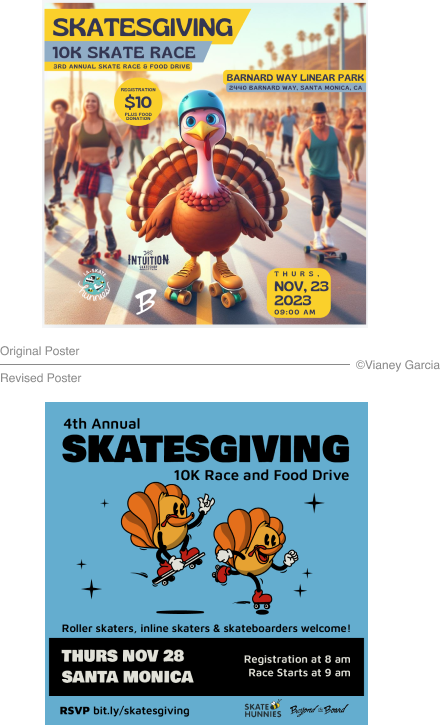 SKATESGIVING
10K SKATE RACE
3RD ANNUAL SKATE RACE & FOOD DRIVE
BARNARD WAY LINEAR PARK
2440 BARNARD WAY, SANTA MONICA, CA
REGISTRATION
$10
PLUS FOOD
DONATION
THE
INTUITION
LA-SKATE
Hunnies
B
THURS,
NOV, 23
2023
09:00 AM
Original Poster
©Vianey Garcia
Revised Poster
4th Annual
SKATESGIVING
10K Race and Food Drive
Roller skaters, inline skaters & skateboarders welcome!
THURS NOV 28
SANTA MONICA
Registration at 8 am
Race Starts at 9 am
RSVP bit.ly/skatesgiving
SKATE
HUNNIES
Beyond the Board